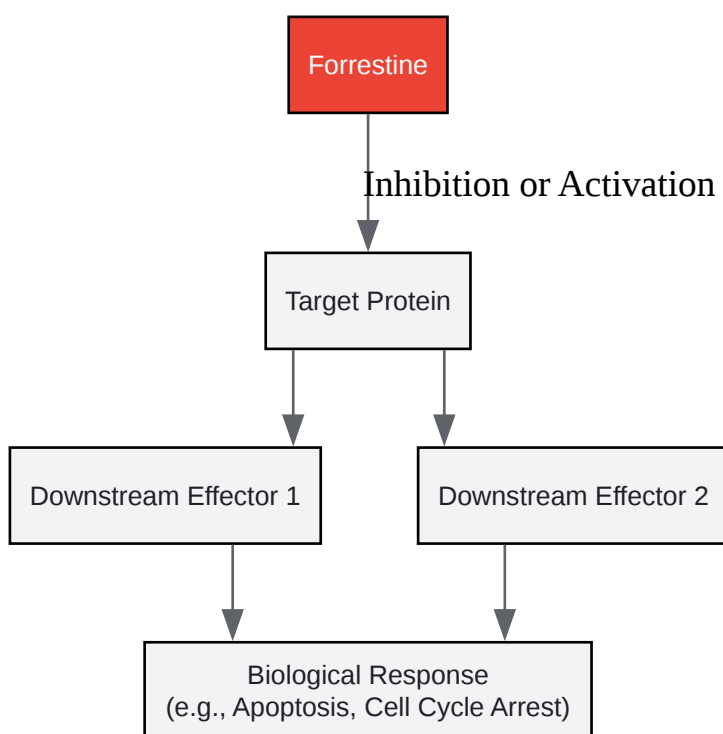 Forrestine
Inhibition or Activation
Target Protein
Downstream Effector 1
Downstream Effector 2
Biological Response
(e.g., Apoptosis, Cell Cycle Arrest)